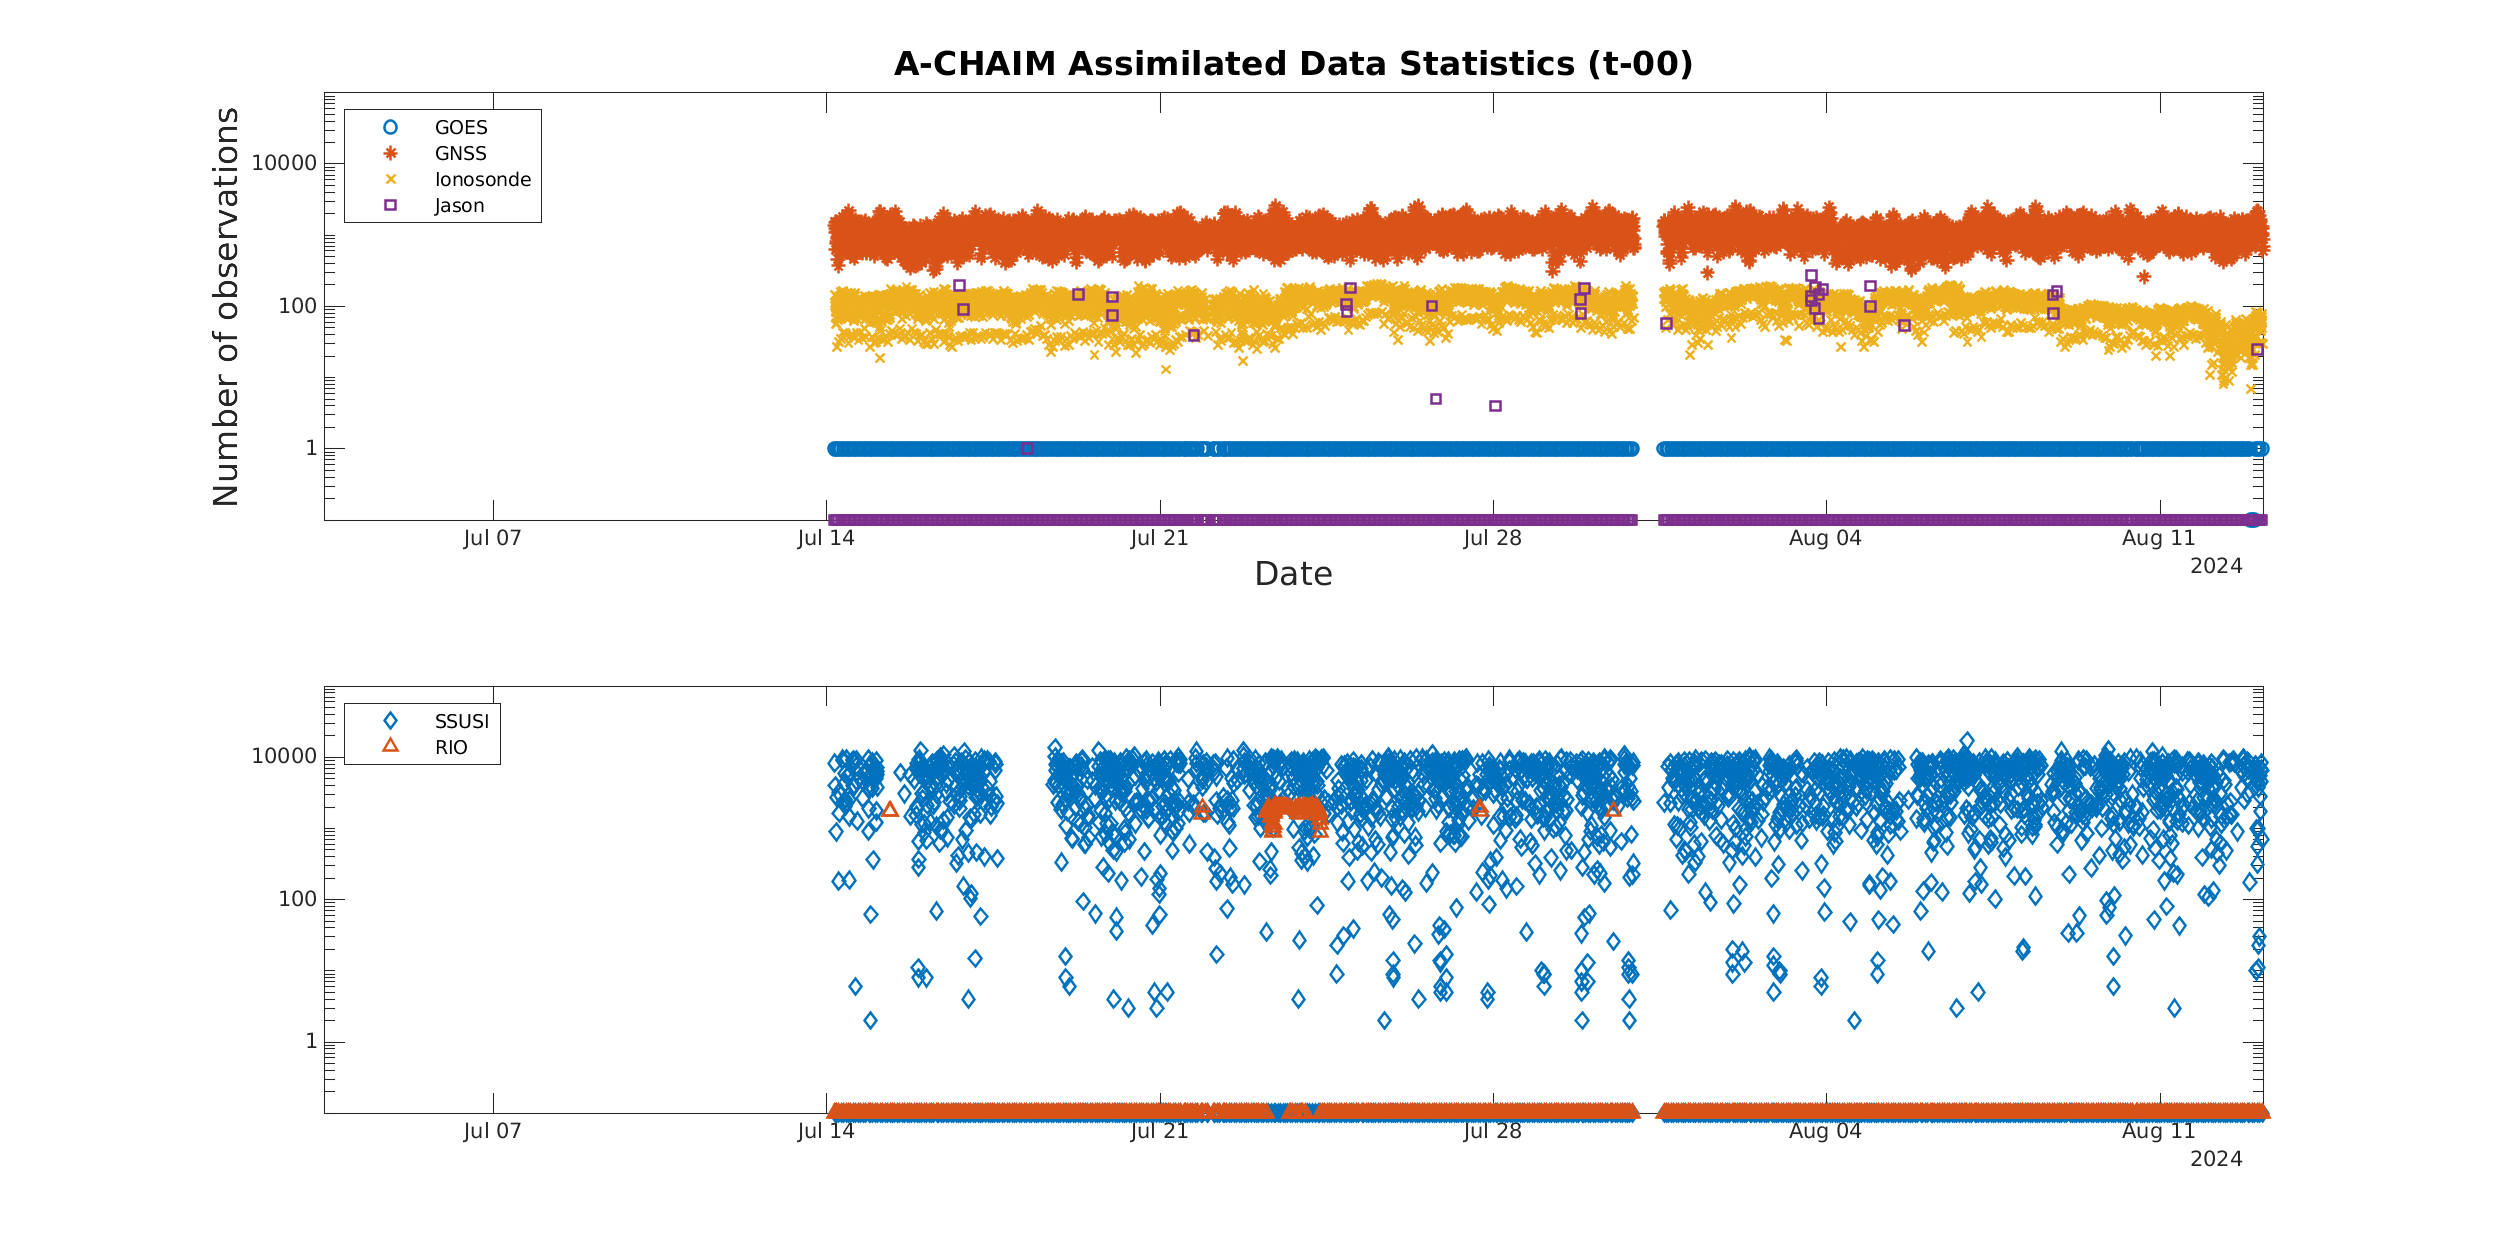 A-CHAIM Assimilated Data Statistics (t-00)
Number of observations
10000
100
1
GOES
GNSS
Ionosonde
Jason
Jul 07 Jul 14 Jul 21 Jul 28 Aug 04 Aug 11
2024
Date
10000
100
1
SSUSI
RIO
Jul 07 Jul 14 Jul 21 Jul 28 Aug 04 Aug 11
2024